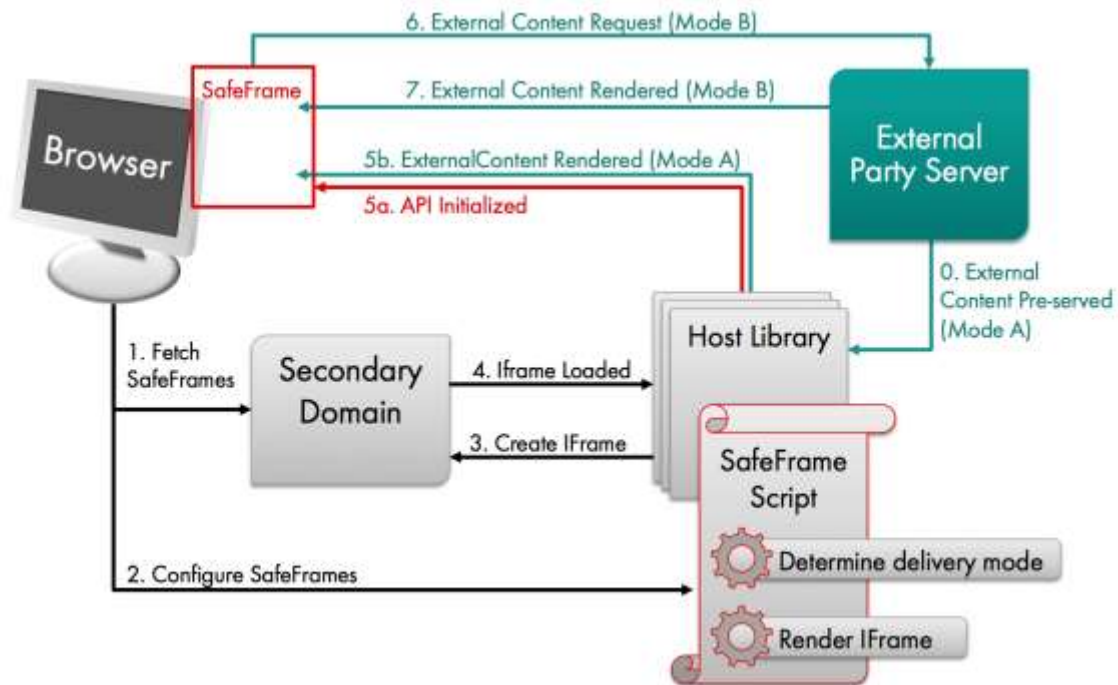 6. External Content Request (Mode B)
SafeFrame
7. External Content Rendered (Mode B)
Browser
External
Party Server
5b. ExternalContent Rendered (Mode A)
5a. API Initialized
0. External
Content Pre-served
(Mode A)
1. Fetch
SafeFrames
Secondary
Domain
4. Iframe Loaded
Host Library
3. Create IFrame
SafeFrame
Script
2. Configure SafeFrames
Determine delivery mode
Render IFrame